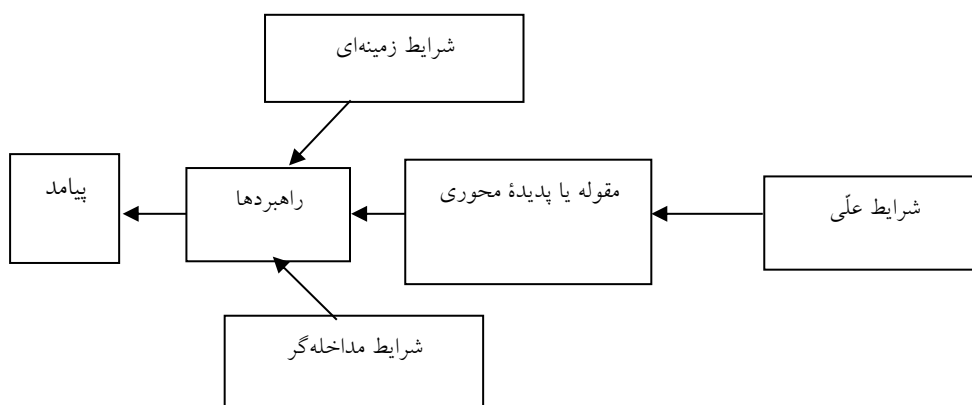 شرایط زمینه‌ای
شرایط علّی
مقوله یا پدیدهٔ محوری
راهبردها
پیامد
شرایط مداخله‌گر